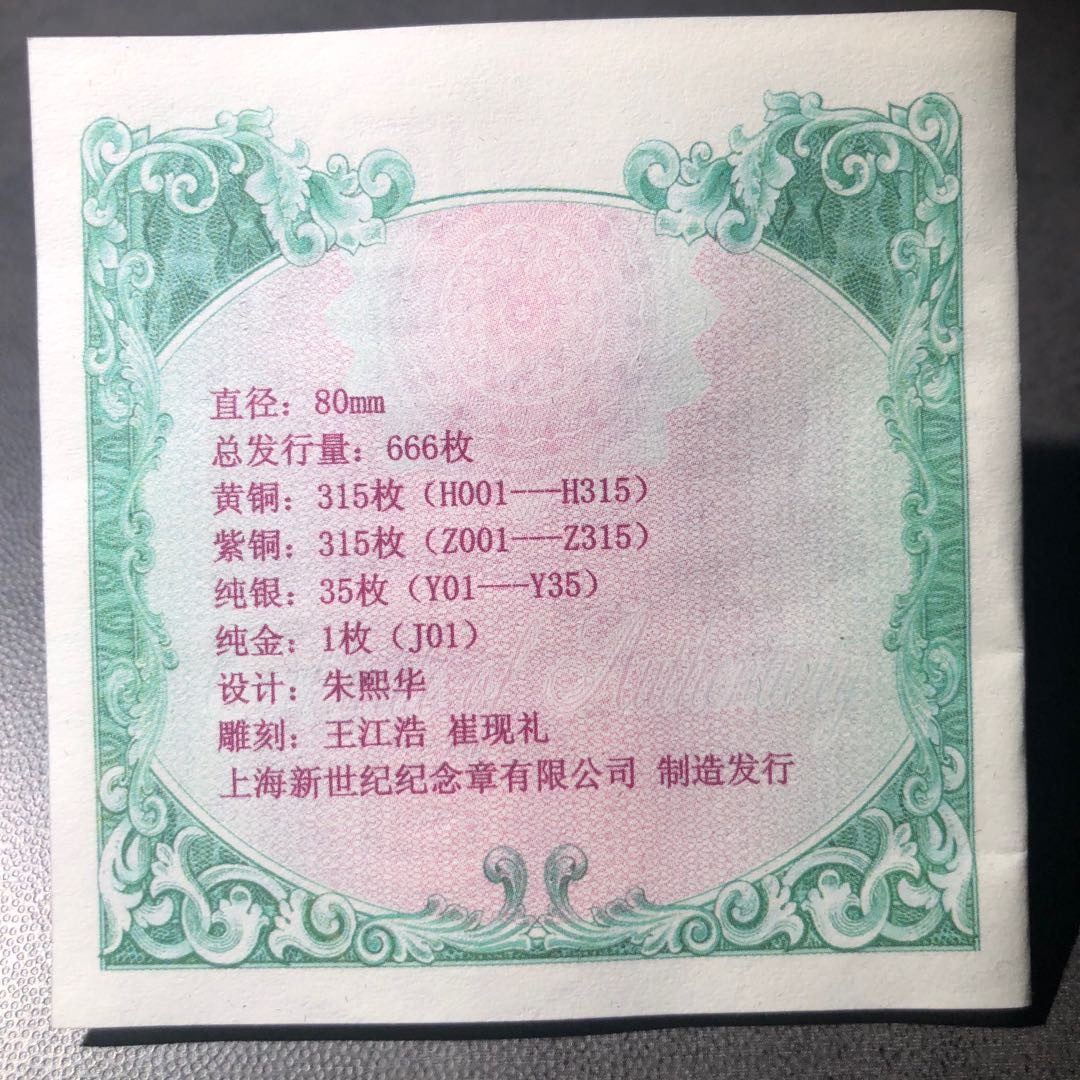 直径：80mm
总发行量：666枚
黄铜：315枚（H001---H315）
紫铜：315枚（Z001---Z315）
纯银：35枚（Y01---Y35）
纯金：1枚（J01）
设计：朱熙华
雕刻：王江浩 崔现礼
上海新世纪纪念章有限公司 制造发行